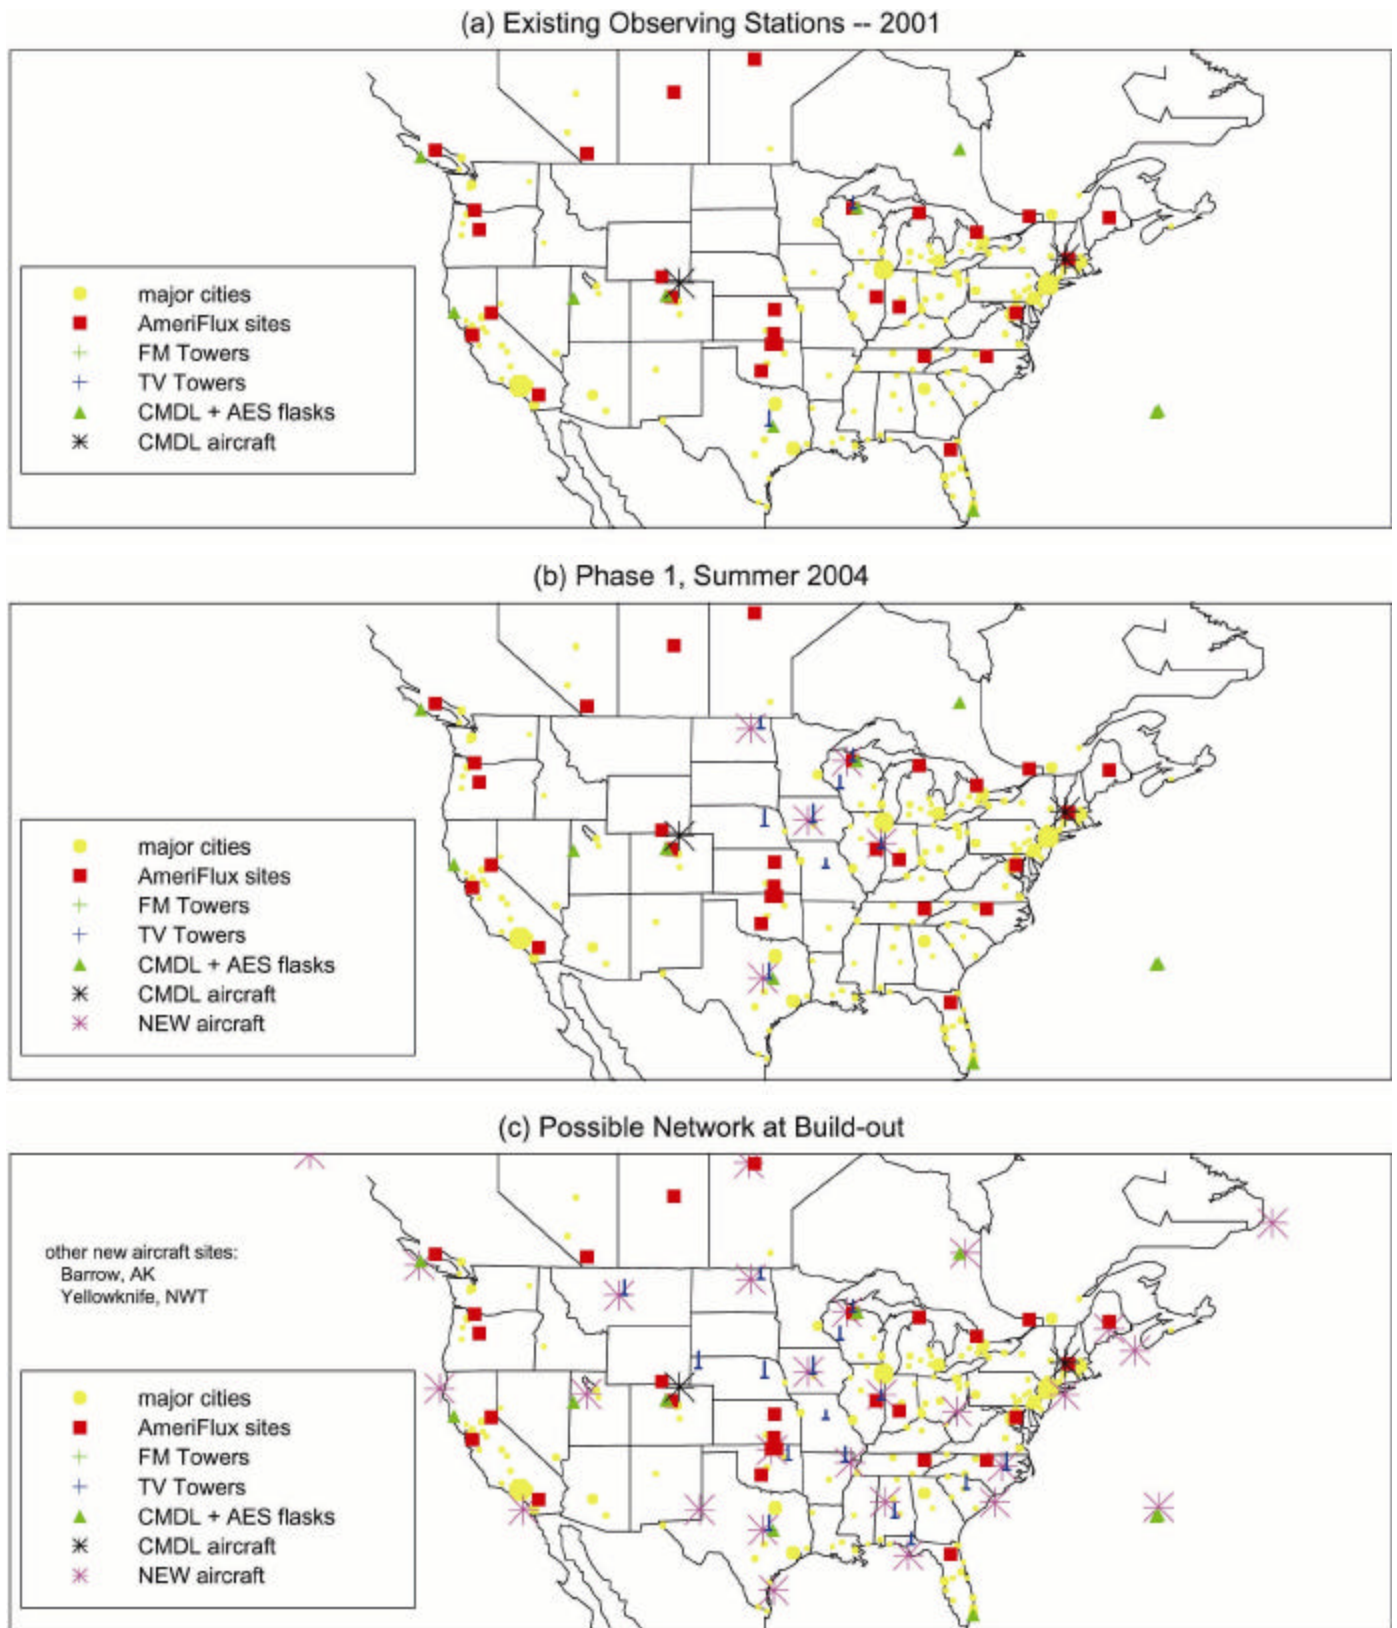 (a) Existing Observing Stations -- 2001
major cities
AmeriFlux sites
FM Towers
TV Towers
CMDL + AES flasks
CMDL aircraft
(b) Phase 1, Summer 2004
major cities
AmeriFlux sites
FM Towers
TV Towers
CMDL + AES flasks
CMDL aircraft
NEW aircraft
(c) Possible Network at Build-out
other new aircraft sites:
Barrow, AK
Yellowknife, NWT
major cities
AmeriFlux sites
FM Towers
TV Towers
CMDL + AES flasks
CMDL aircraft
NEW aircraft